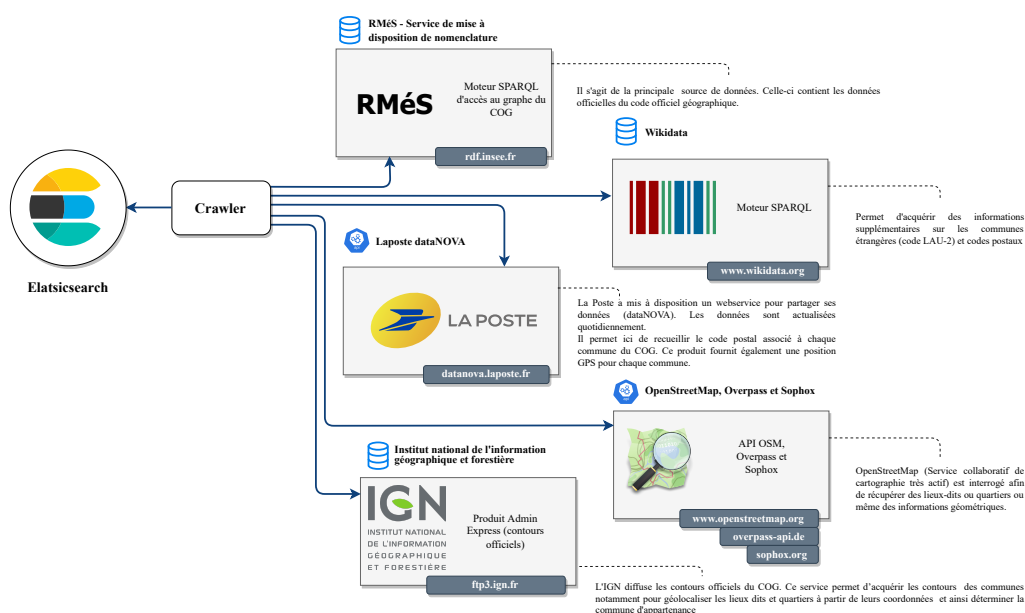 RMéS - Service de mise à
disposition de nomenclature
RMéS
Moteur SPARQL
d'accès au graphe du
COG
rdf.insee.fr
Il s'agit de la principale source de données. Celle-ci contient les données
officielles du code officiel géographique.
Wikidata
Moteur SPARQL
www.wikidata.org
Permet d'acquérir des informations
supplémentaires sur les communes
étrangères (code LAU-2) et codes postaux
Crawler
Elatsicsearch
Laposte dataNOVA
LA POSTE
datanova.laposte.fr
La Poste a mis à disposition un webservice pour partager ses
données (dataNOVA). Les données sont actualisées
quotidiennement.
Il permet ici de recueillir le code postal associé à chaque
commune du COG. Ce produit fournit également une position
GPS pour chaque commune.
OpenStreetMap, Overpass et Sophox
API OSM,
Overpass et
Sophox
www.openstreetmap.org
overpass-api.de
sophox.org
OpenStreetMap (Service collaboratif de
cartographie très actif) est interrogé afin
de récupérer des lieux-dits ou quartiers ou
même des informations géométriques.
Institut national de l'information
géographique et forestière
IGN
INSTITUT NATIONAL
DE L'INFORMATION
GÉOGRAPHIQUE
ET FORESTIÈRE
Produit Admin
Express (contours
officiels)
ftp3.ign.fr
L'IGN diffuse les contours officiels du COG. Ce service permet d’acquérir les contours des communes
notamment pour géolocaliser les lieux dits et quartiers à partir de leurs coordonnées et ainsi déterminer la
commune d'appartenance